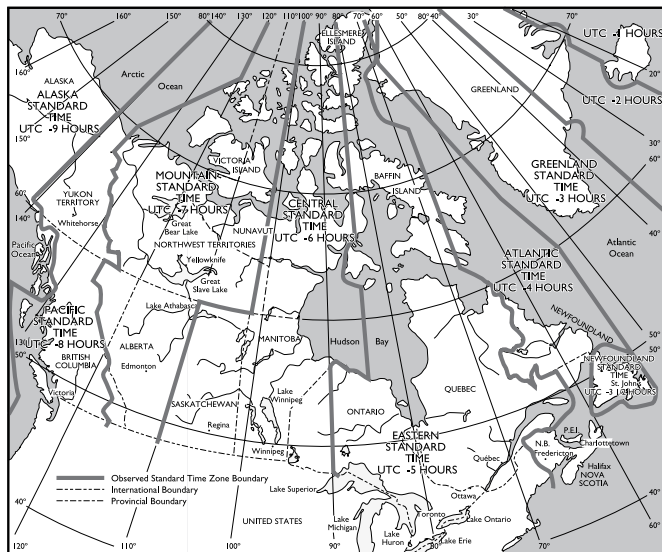 160° 70° 80° 110° 120° 130° 140° 120° 110° 100° 90° 80° 70° 60° 50° 40° 30° 70°
ELLESMERE
ISLAND
UTC -1 HOURS
20°
160°
ALASKA
ALASKA
STANDARD
TIME
UTC -9 HOURS
Arctic
Ocean
GREENLAND
UTC -2 HOURS
30°
150°
VICTORIA
ISLAND
BAFFIN
ISLAND
GREENLAND
STANDARD
TIME
UTC -3 HOURS
MOUNTAIN
STANDARD
TIME
UTC -7 HOURS
60°
YUKON
TERRITORY
140°
Whitehorse
Great
Bear Lake
NUNAVUT
CENTRAL
STANDARD
TIME
UTC -6 HOURS
60°
40°
Pacific
Ocean
NORTHWEST TERRITORIES
Yellowknife
Great
Slave Lake
ATLANTIC
STANDARD
TIME
UTC -4 HOURS
Atlantic
Ocean
PACIFIC
STANDARD
TIME
UTC -8 HOURS
Lake Athabasca
NEWFOUNDLAND
50°
130°
50°
BRITISH
COLUMBIA
ALBERTA
Edmonton
MANITOBA
Hudson
Bay
50°
NEWFOUNDLAND
STANDARD
TIME
St. John's
Victoria
SASKATCHEWAN
Regina
Lake
Winnipeg
Winnipeg
ONTARIO
QUEBEC
EASTERN
STANDARD
TIME
UTC -5 HOURS
Québec
N.B.
Fredericton
P.E.I.
Charlottetown
Halifax
NOVA
SCOTIA
Observed Standard Time Zone Boundary
International Boundary
Provincial Boundary
Lake Superior
Ottawa
40°
UNITED STATES
Lake
Michigan
Lake
Huron
Toronto
Lake Ontario
Lake Erie
40°
60°
120° 110° 100° 90° 80° 70°